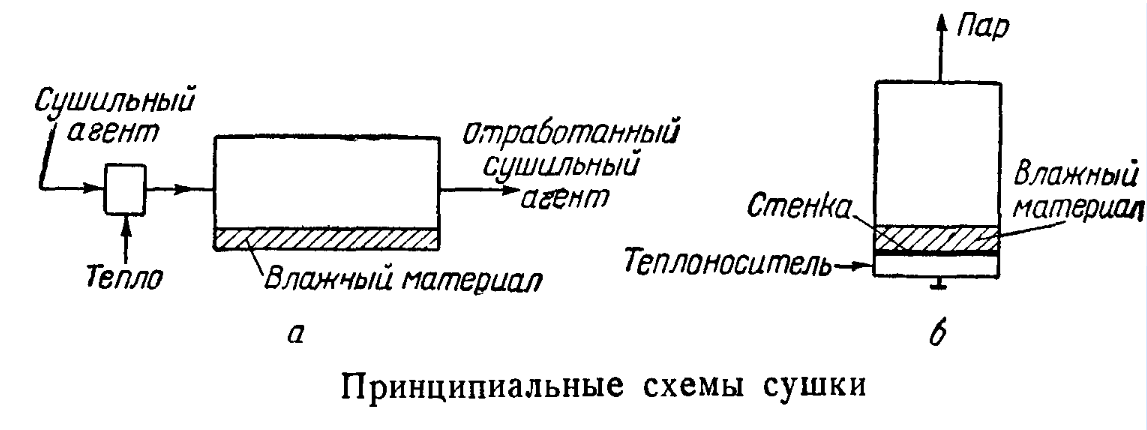 Сушильный
агент
Тепло
Отработанный
сушильный
агент
Влажный материал
а
Пар
Влажный
материал
Стенка
Теплоноситель
б
Принципиальные схемы сушки